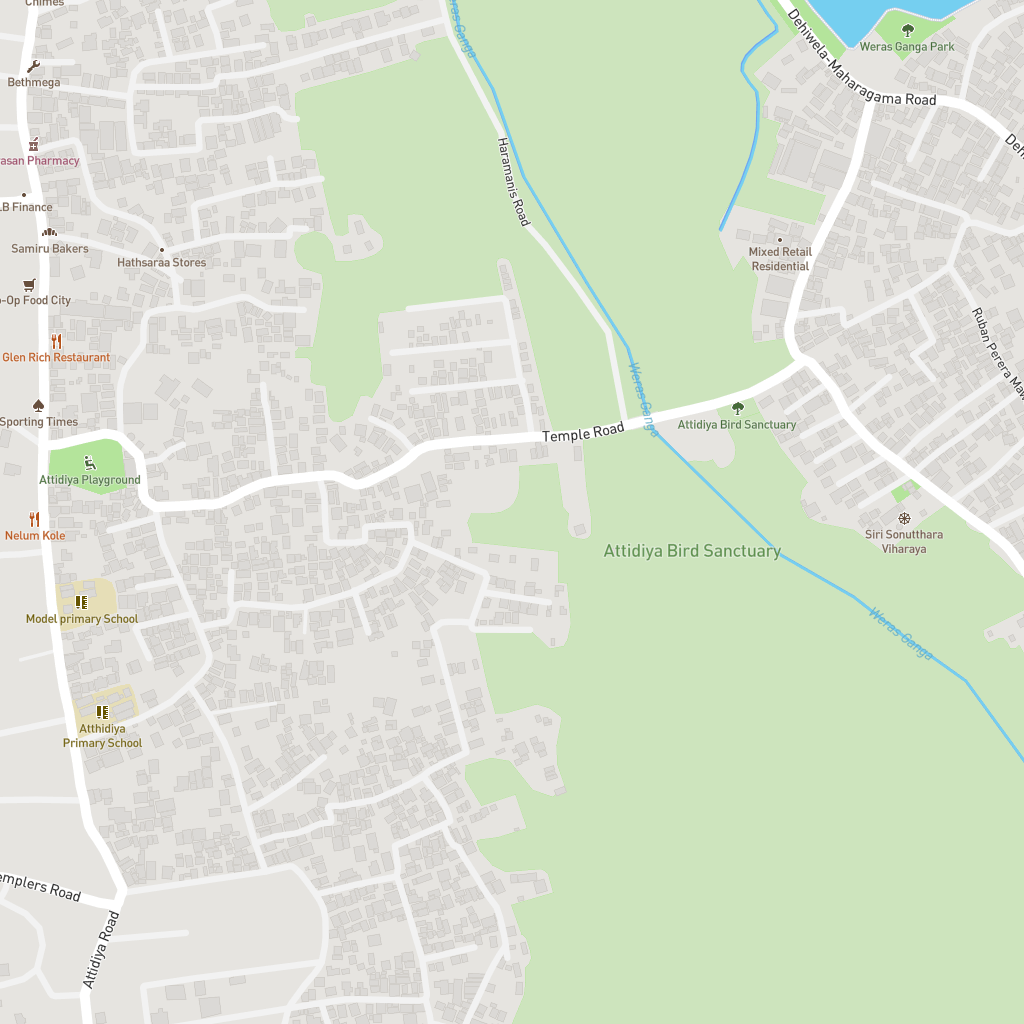 Chimes
Weras Ganga
Dehiwela-Maharagama Road
Weras Ganga Park
Bethmega
asan Pharmacy
Haramanis Road
LB Finance
Samiru Bakers
Hathsaraa Stores
Mixed Retail
Residential
o-Op Food City
Ruban Perera Maw
Glen Rich Restaurant
Weras Ganga
Sporting Times
Temple Road
Attidiya Bird Sanctuary
Attidiya Playground
Nelum Kole
Siri Sonutthara
Viharaya
Attidiya Bird Sanctuary
Model primary School
Weras Ganga
Atthidiya
Primary School
emplers Road
Attidiya Road